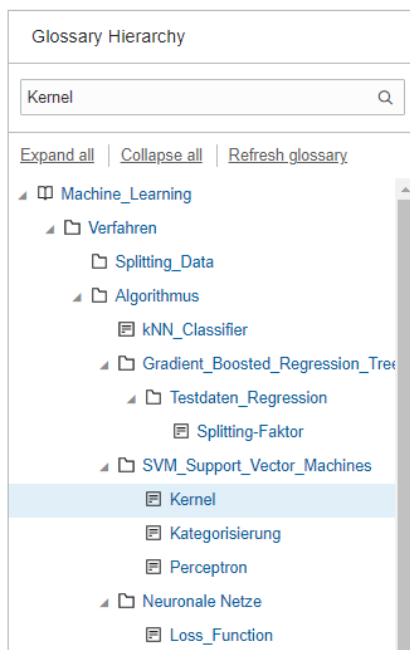 Glossary Hierarchy
Kernel
Expand all Collapse all Refresh glossary
Machine_Learning
Verfahren
Splitting_Data
Algorithmus
kNN_Classifier
Gradient_Boosted_Regression_Tree
Testdaten_Regression
Splitting-Faktor
SVM_Support_Vector_Machines
Kernel
Kategorisierung
Perceptron
Neuronale Netze
Loss_Function